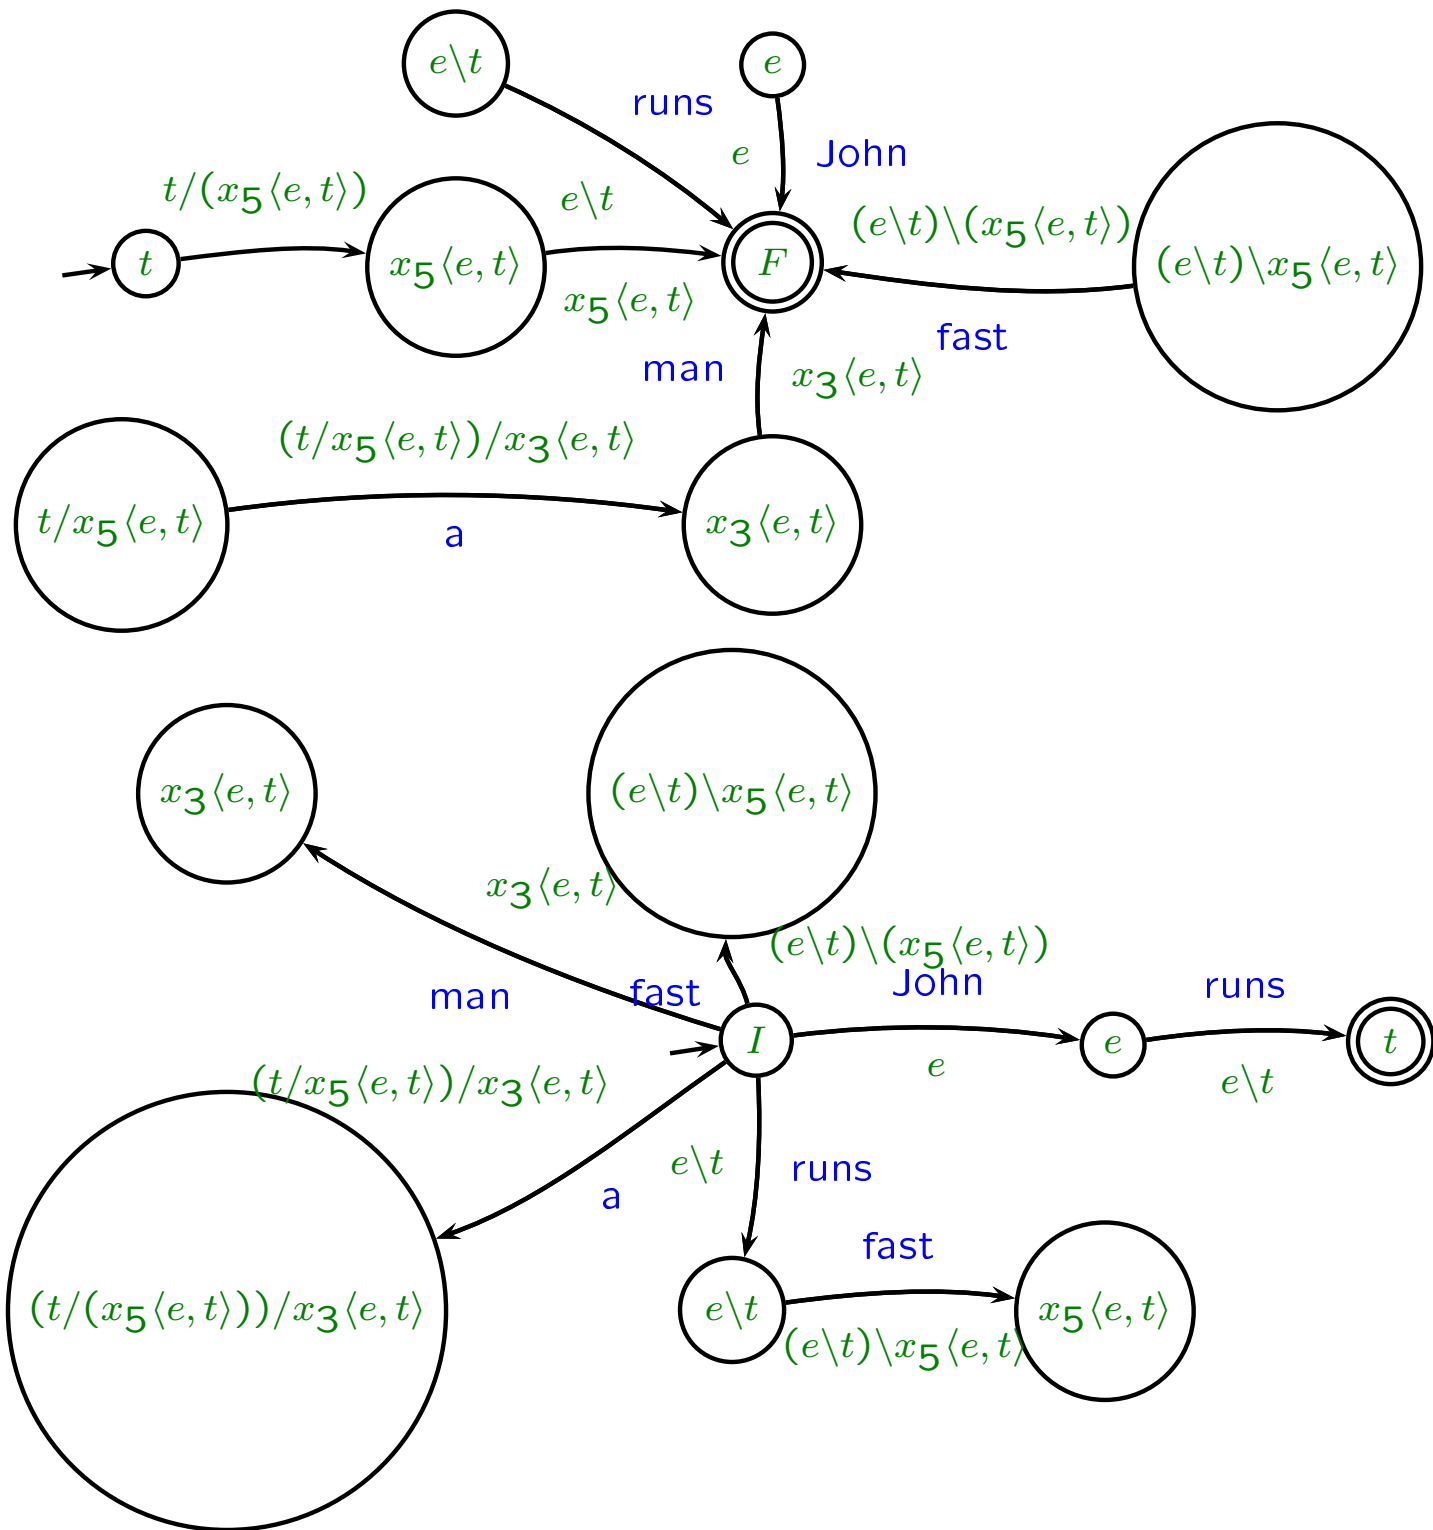 e\t
e
runs
e
John
t/(x₅⟨e, t⟩)
e\t
(e\t)\(x₅⟨e, t⟩)
t
x₅⟨e, t⟩
F
(e\t)\x₅⟨e, t⟩
x₅⟨e, t⟩
fast
man
x₃⟨e, t⟩
(t/x₅⟨e, t⟩)/x₃⟨e, t⟩
t/x₅⟨e, t⟩
a
x₃⟨e, t⟩
x₃⟨e, t⟩
(e\t)\x₅⟨e, t⟩
x₃⟨e, t⟩
(e\t)\(x₅⟨e, t⟩)
man
fast
John
runs
I
e
t
e
(t/x₅⟨e, t⟩)/x₃⟨e, t⟩
e\t
e\t
runs
a
fast
(t/(x₅⟨e, t⟩))/x₃⟨e, t⟩
e\t
x₅⟨e, t⟩
(e\t)\x₅⟨e, t⟩